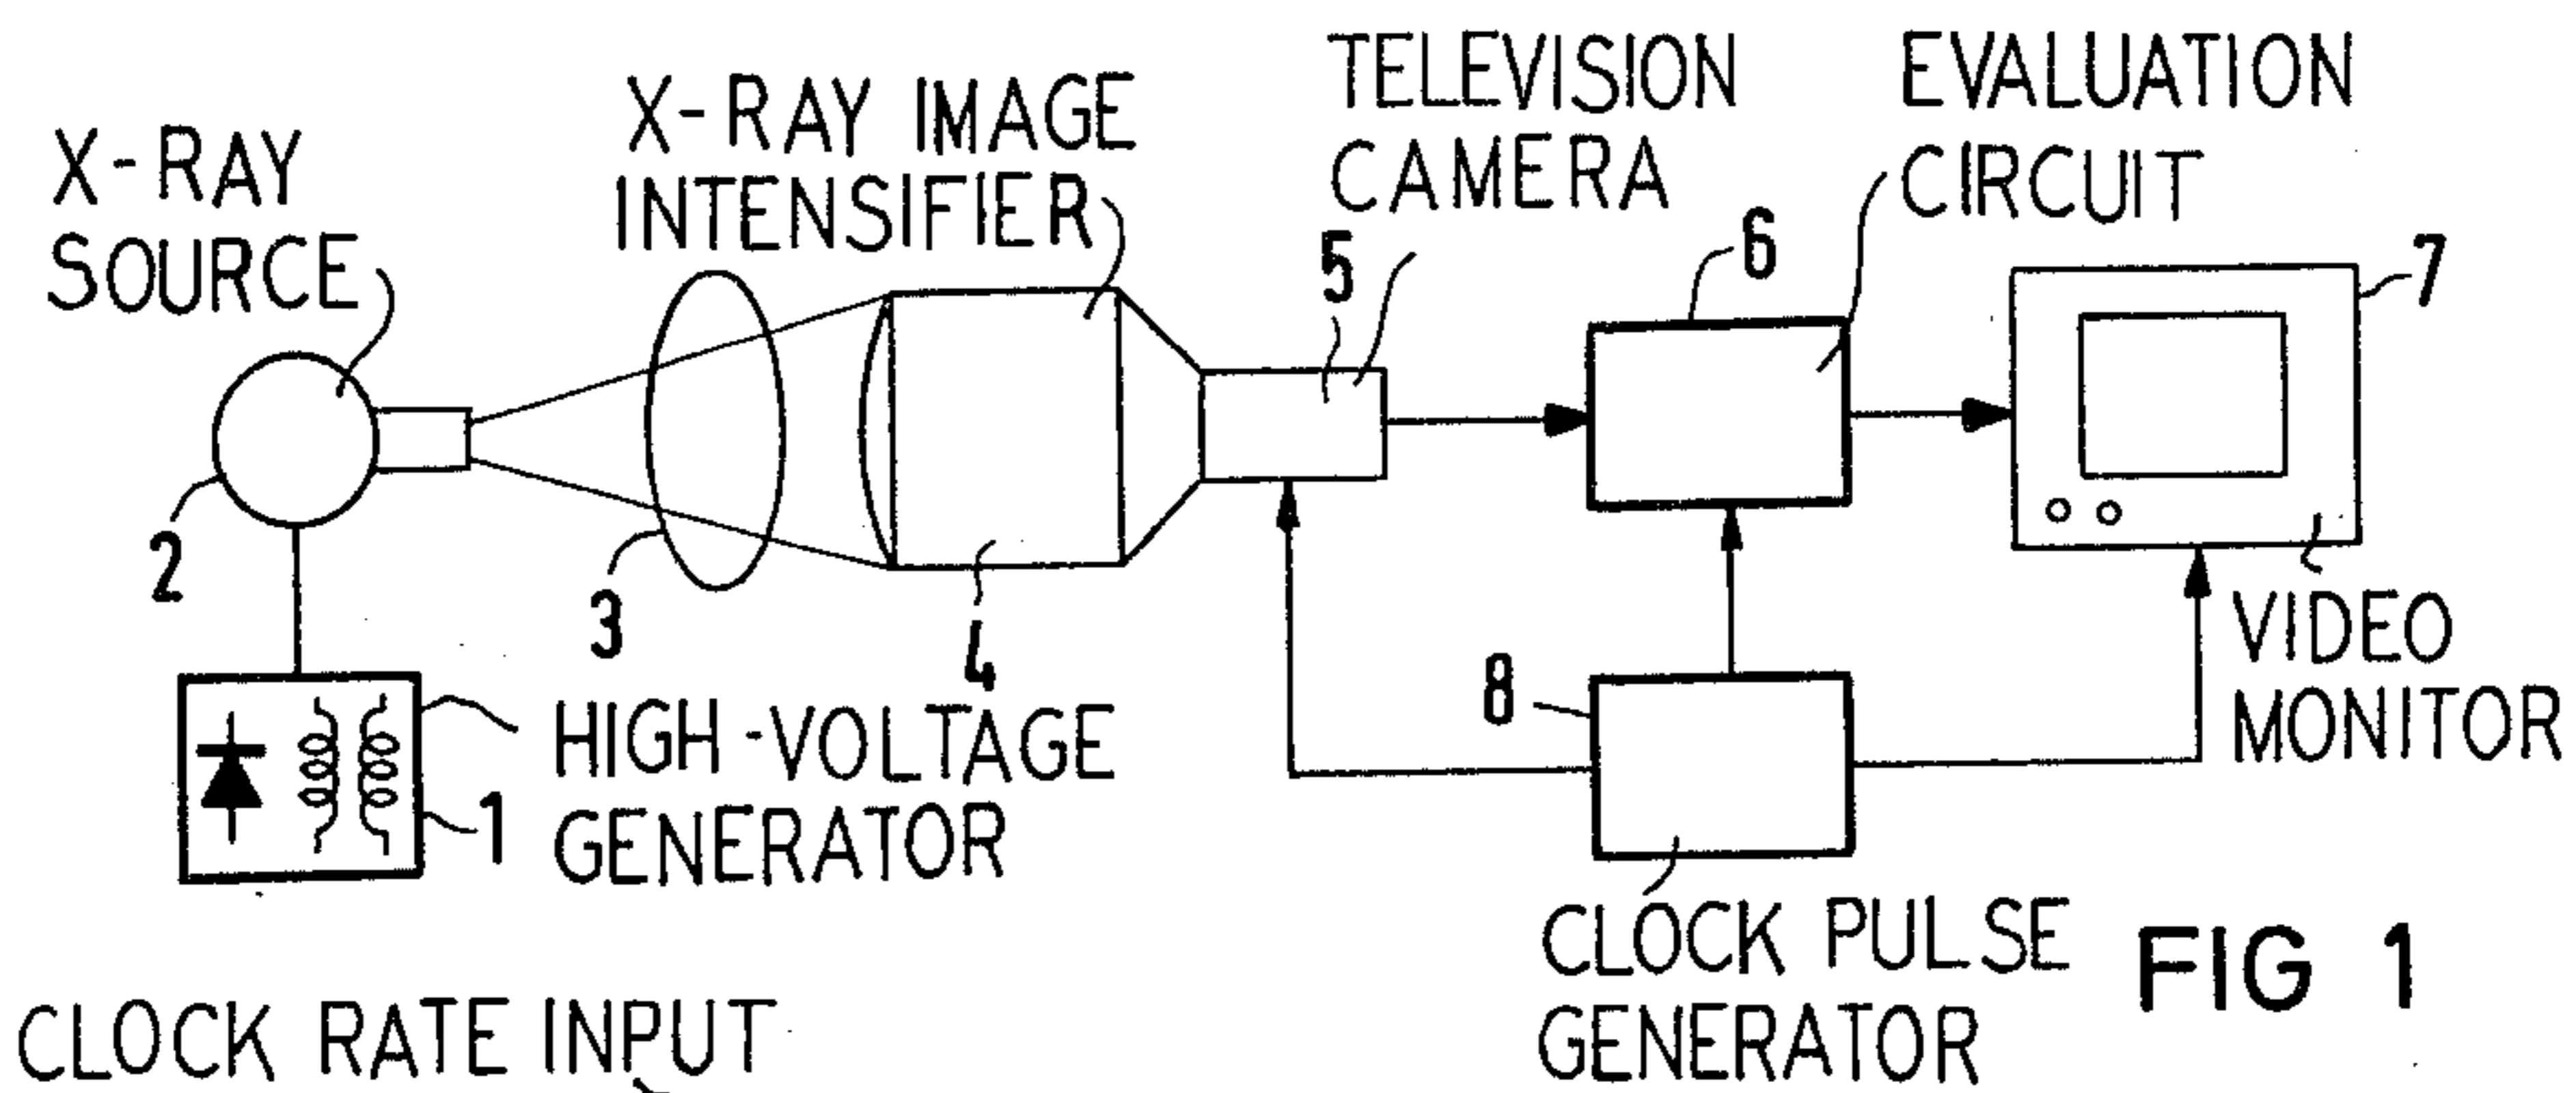 X-RAY
SOURCE
X-RAY IMAGE
INTENSIFIER
TELEVISION
CAMERA
EVALUATION
CIRCUIT
5
6
7
2
3
4
8
VIDEO
MONITOR
HIGH-VOLTAGE
GENERATOR
1
CLOCK PULSE
GENERATOR
FIG 1
CLOCK RATE INPUT